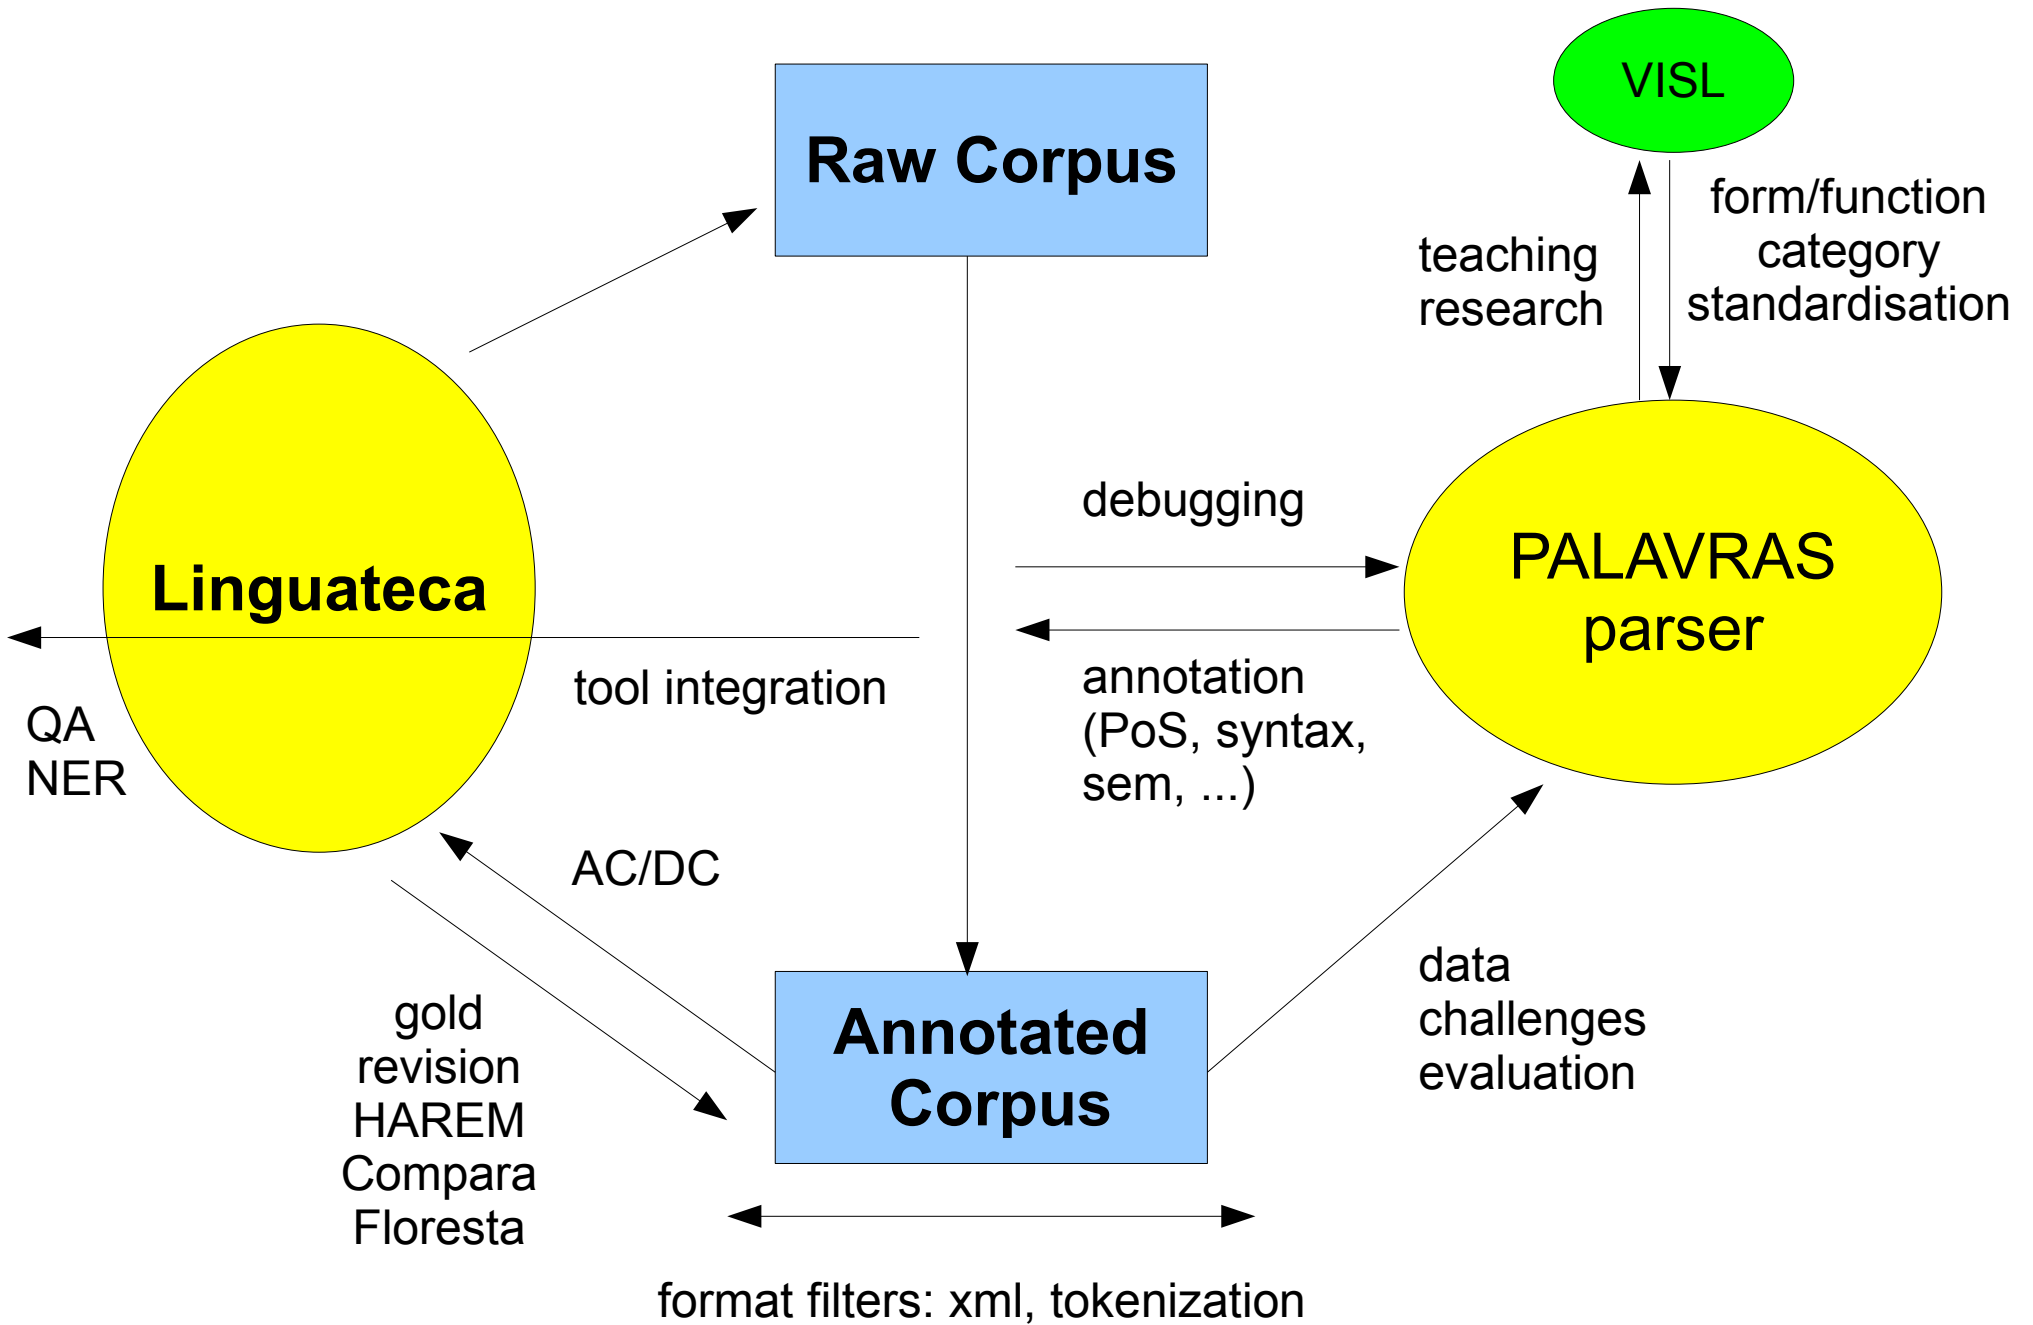 VISL
Raw Corpus
form/function
category
standardisation
teaching
research
debugging
PALAVRAS
parser
Linguateca
tool integration
annotation
(PoS, syntax,
sem, ...)
QA
NER
AC/DC
data
challenges
evaluation
gold
revision
HAREM
Compara
Floresta
Annotated
Corpus
format filters: xml, tokenization